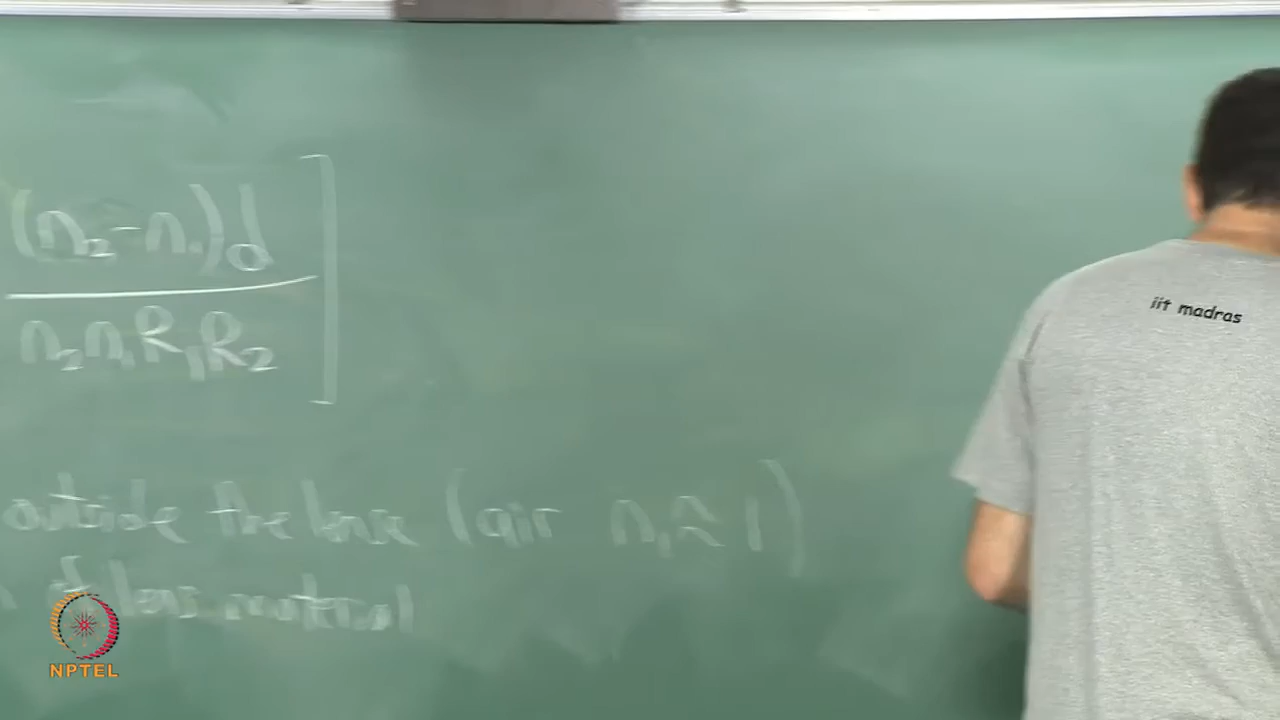 (n₂-n₁)d ]
n₂n₁R₁R₂
iit madras
outside the lens (air n₁ ≈ 1)
of lens material
NPTEL